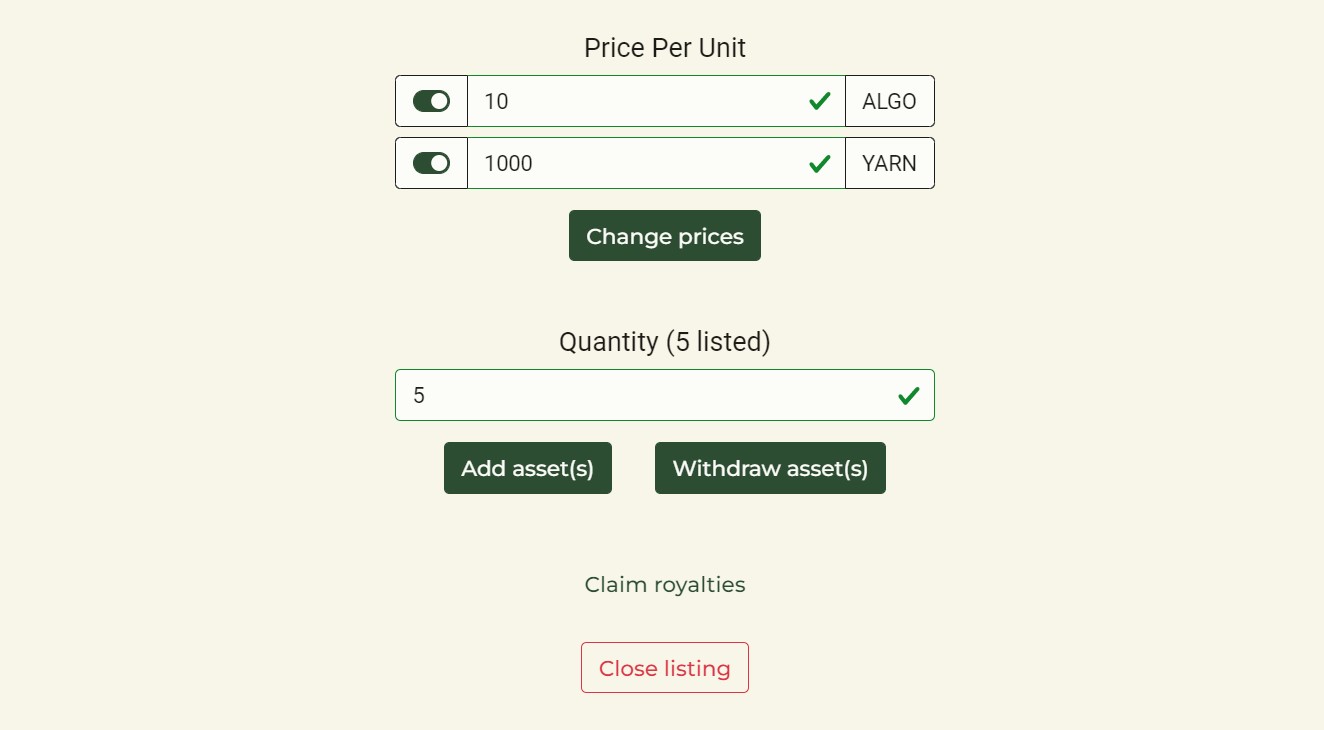 Price Per Unit
10 ALGO
1000 YARN
Change prices
Quantity (5 listed)
5
Add asset(s) Withdraw asset(s)
Claim royalties
Close listing